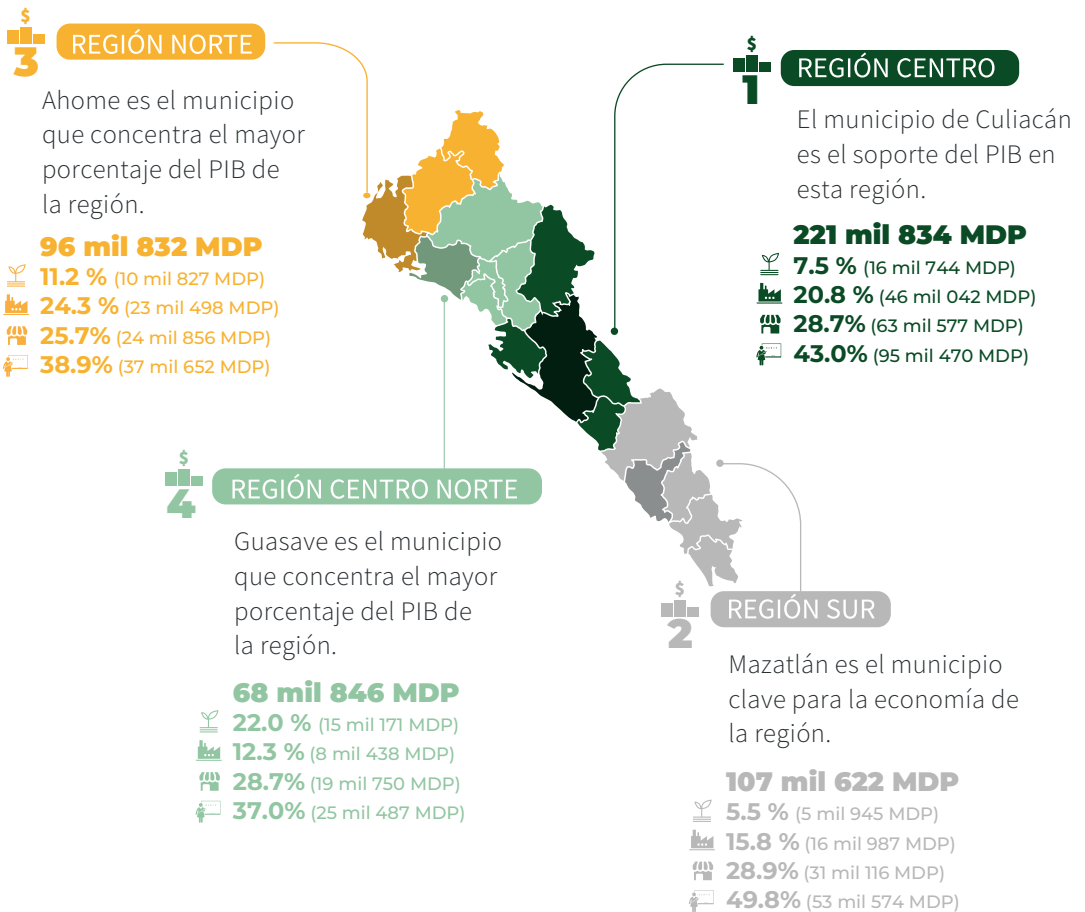 $
3
REGIÓN NORTE
Ahome es el municipio
que concentra el mayor
porcentaje del PIB de
la región.
96 mil 832 MDP
11.2 % (10 mil 827 MDP)
24.3 % (23 mil 498 MDP)
25.7% (24 mil 856 MDP)
38.9% (37 mil 652 MDP)
$
1
REGIÓN CENTRO
El municipio de Culiacán
es el soporte del PIB en
esta región.
221 mil 834 MDP
7.5 % (16 mil 744 MDP)
20.8 % (46 mil 042 MDP)
28.7% (63 mil 577 MDP)
43.0% (95 mil 470 MDP)
$
4
REGIÓN CENTRO NORTE
Guasave es el municipio
que concentra el mayor
porcentaje del PIB de
la región.
68 mil 846 MDP
22.0 % (15 mil 171 MDP)
12.3 % (8 mil 438 MDP)
28.7% (19 mil 750 MDP)
37.0% (25 mil 487 MDP)
$
2
REGIÓN SUR
Mazatlán es el municipio
clave para la economía de
la región.
107 mil 622 MDP
5.5 % (5 mil 945 MDP)
15.8 % (16 mil 987 MDP)
28.9% (31 mil 116 MDP)
49.8% (53 mil 574 MDP)